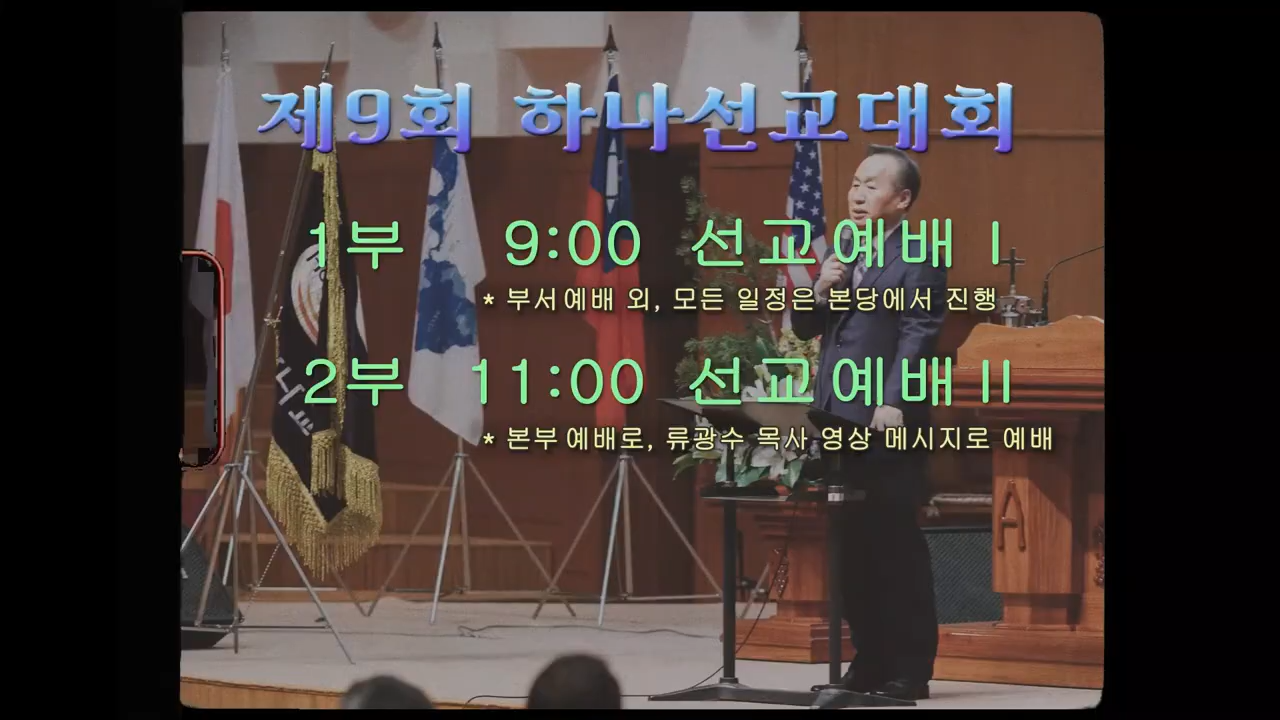 제9회 하나선교대회
1부 9:00 선교예배 I
* 부서예배 외, 모든 일정은 본당에서 진행
2부 11:00 선교예배 II
* 본부 예배로, 류광수 목사 영상 메시지로 예배
나교
A